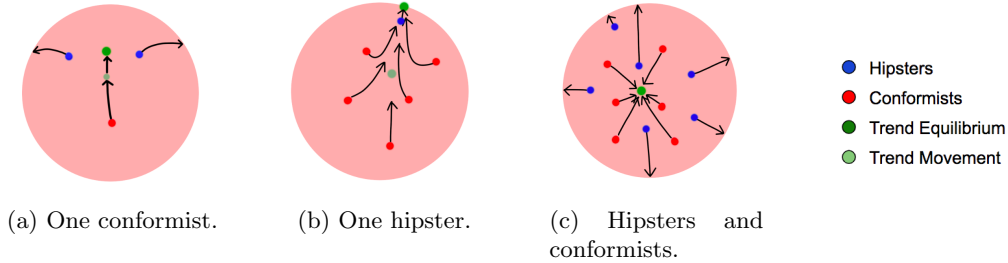 Hipsters
Conformists
Trend Equilibrium
Trend Movement
(a) One conformist.
(b) One hipster.
(c) Hipsters and
conformists.